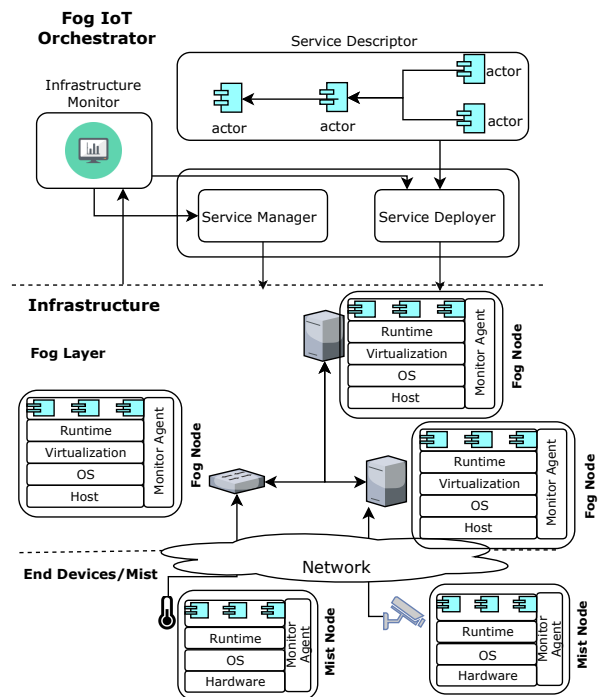 Fog IoT
Orchestrator
Service Descriptor
Infrastructure
Monitor
actor
actor
actor
actor
Service Manager
Service Deployer
Infrastructure
Fog Layer
Runtime
Virtualization
OS
Host
Monitor Agent
Fog Node
Runtime
Virtualization
OS
Host
Monitor Agent
Fog Node
Runtime
Virtualization
OS
Host
Monitor Agent
Fog Node
End Devices/Mist
Network
Runtime
OS
Hardware
Monitor
Agent
Mist Node
Runtime
OS
Hardware
Monitor
Agent
Mist Node